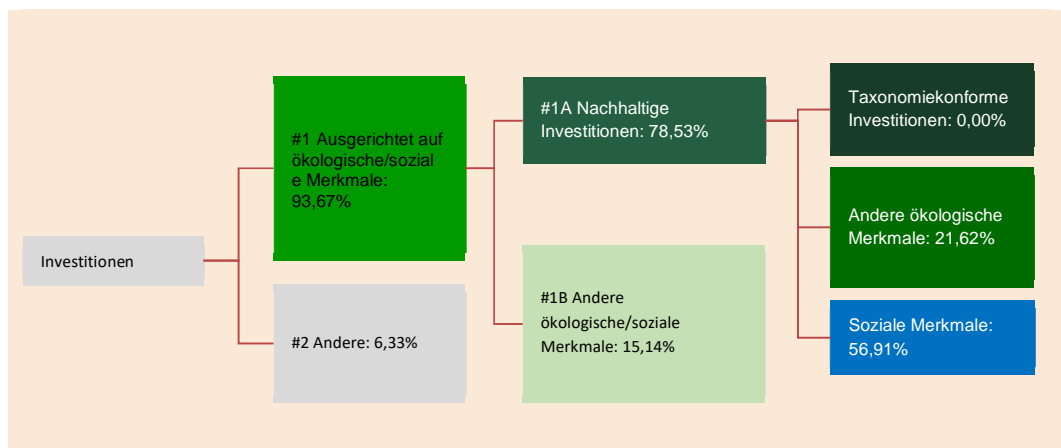 Investitionen
#1 Ausgerichtet auf
ökologische/sozial
e Merkmale:
93,67%
#2 Andere: 6,33%
#1A Nachhaltige
Investitionen: 78,53%
#1B Andere
ökologische/soziale
Merkmale: 15,14%
Taxonomiekonforme
Investitionen: 0,00%
Andere ökologische
Merkmale: 21,62%
Soziale Merkmale:
56,91%